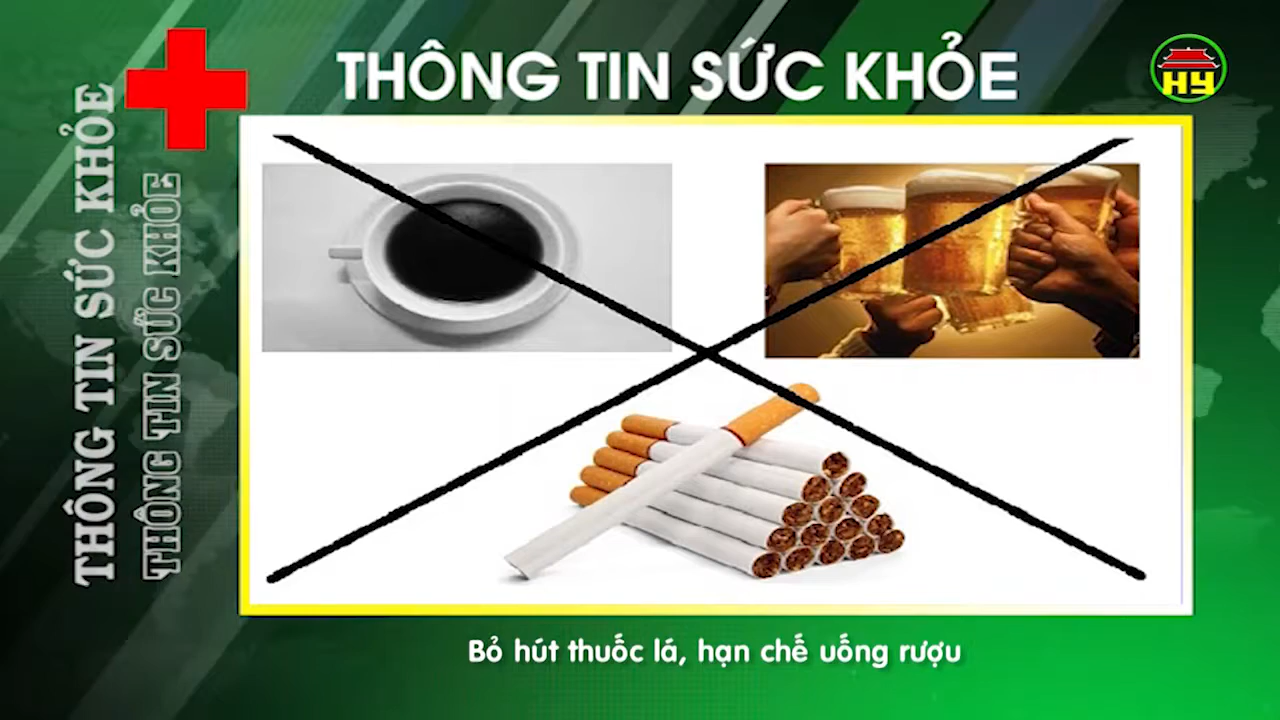 THÔNG TIN SỨC KHỎE
HY
THÔNG TIN SỨC KHỎE
THÔNG TIN SỨC KHỎE
Bỏ hút thuốc lá, hạn chế uống rượu